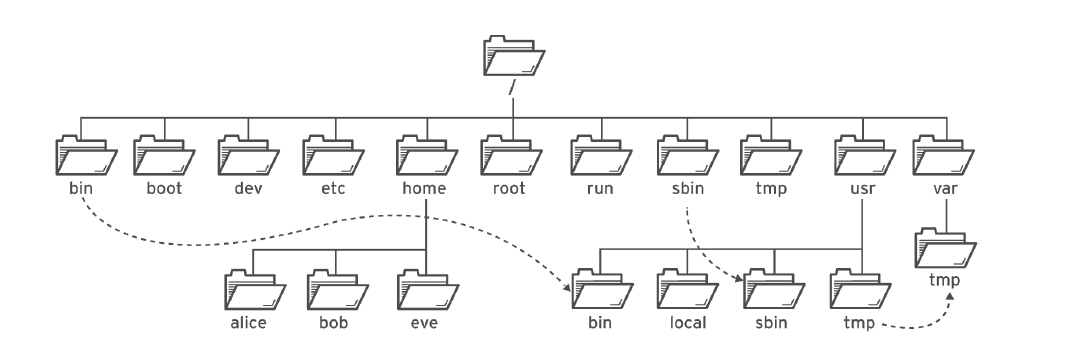 /
bin boot dev etc home root run sbin tmp usr var
tmp
alice bob eve bin local sbin tmp